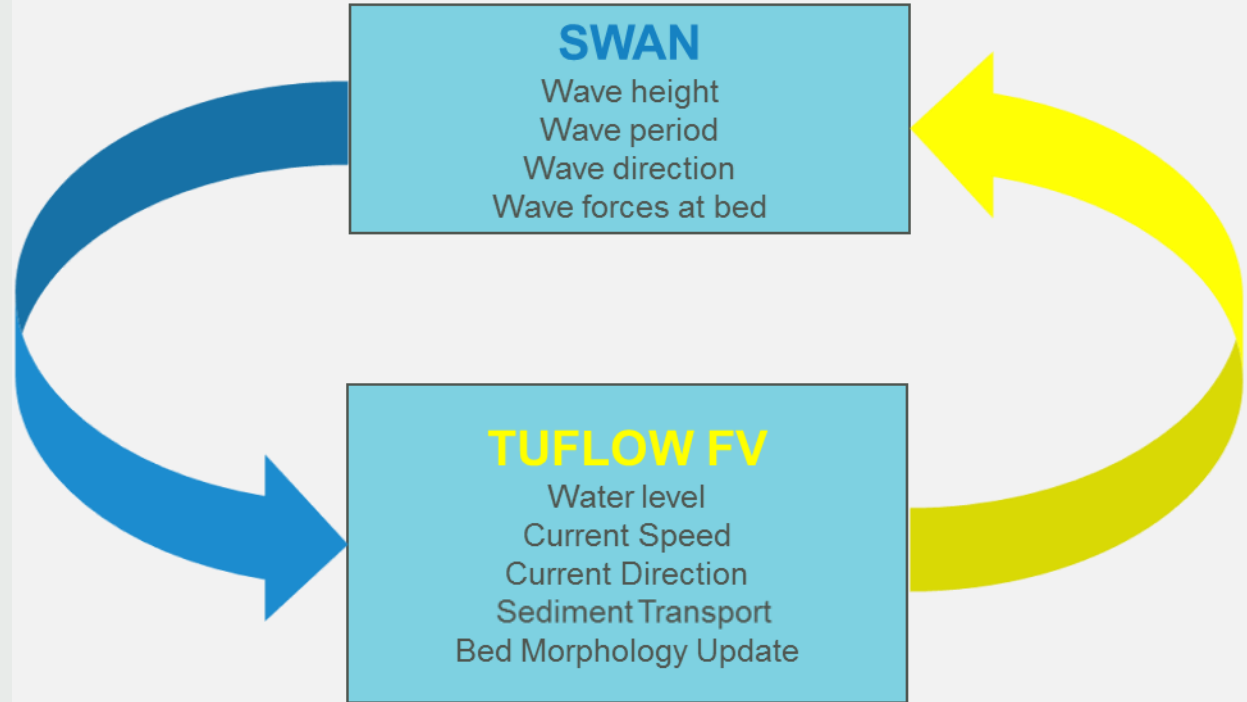 SWAN
Wave height
Wave period
Wave direction
Wave forces at bed
TUFLOW FV
Water level
Current Speed
Current Direction
Sediment Transport
Bed Morphology Update